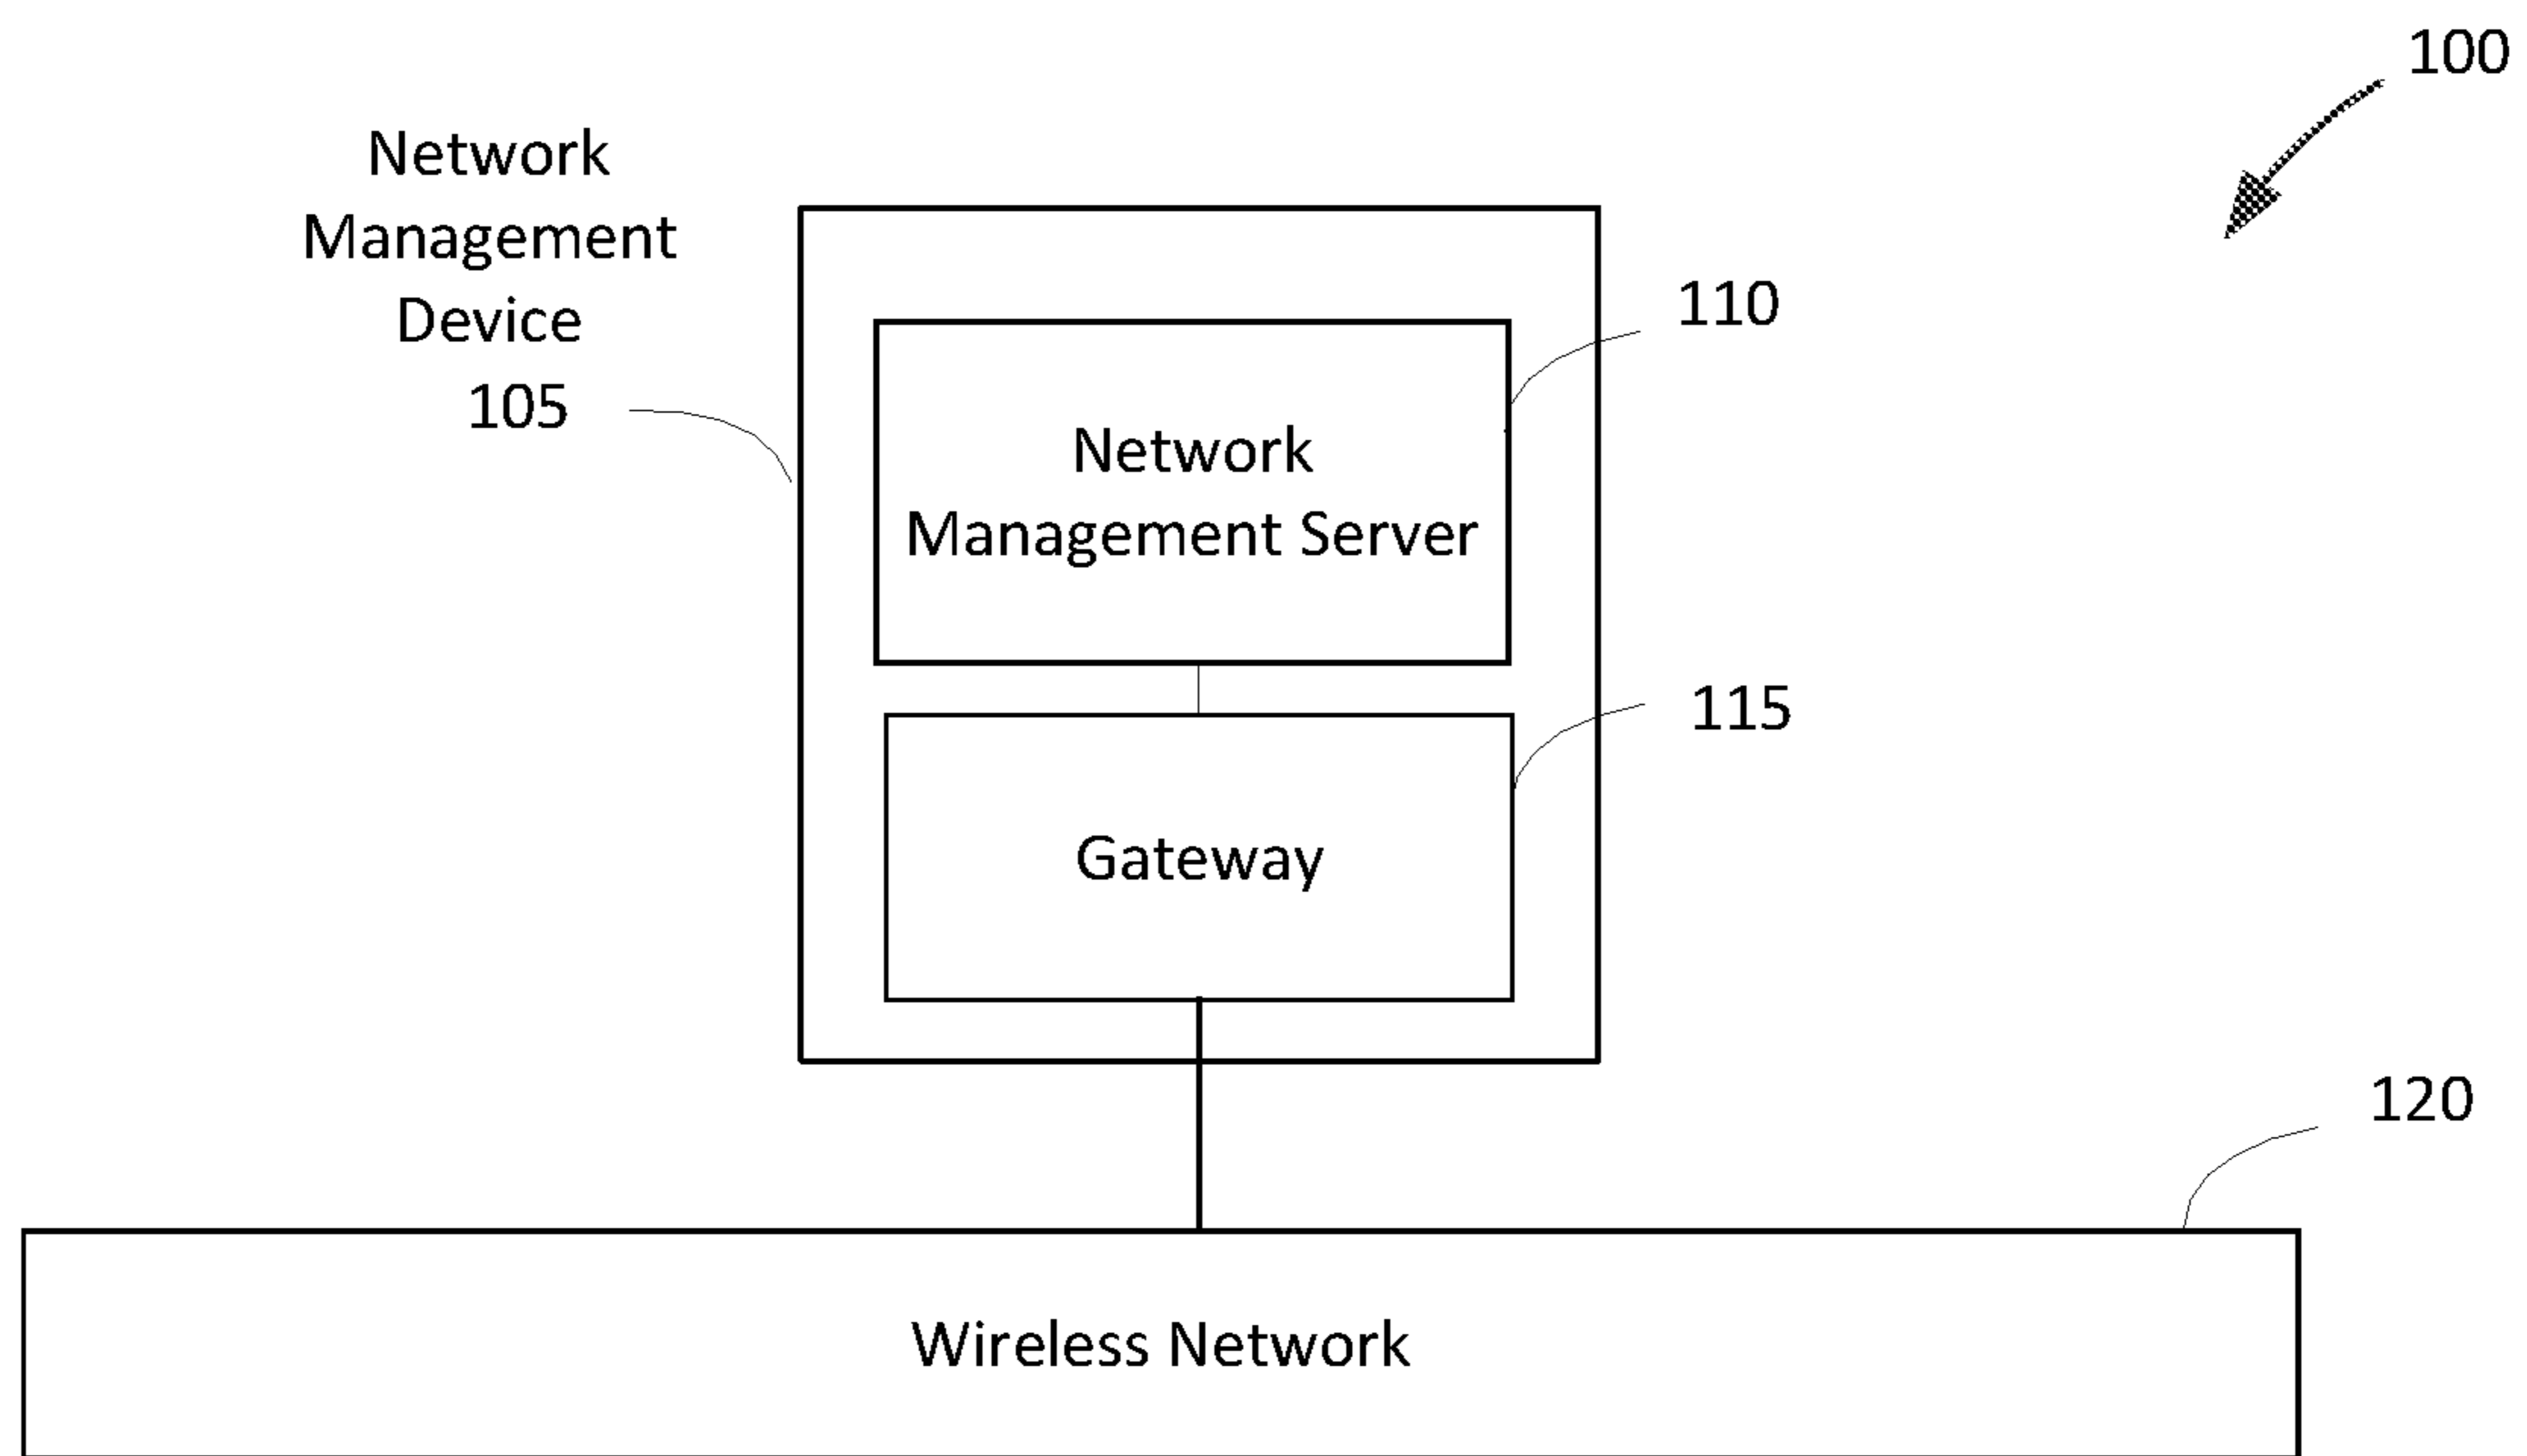 100
Network
Management
Device
105
110
Network
Management Server
115
Gateway
120
Wireless Network